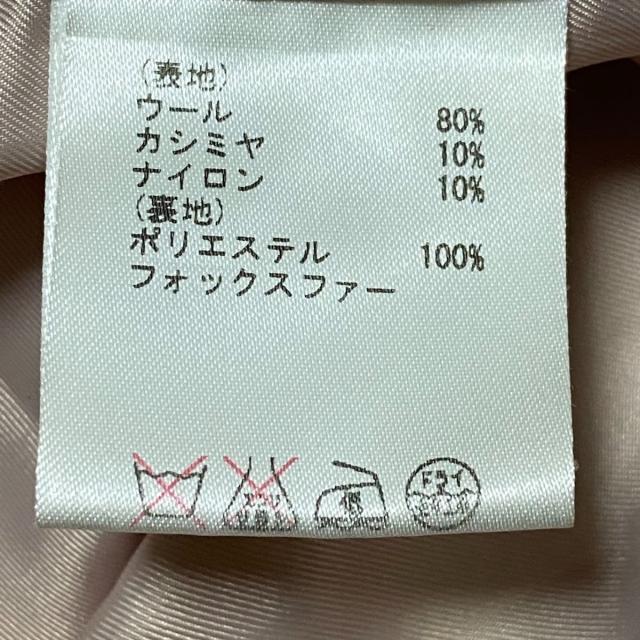 (表地)
ウール 80%
カシミヤ 10%
ナイロン 10%
(裏地)
ポリエステル 100%
フォックスファー
ドライ